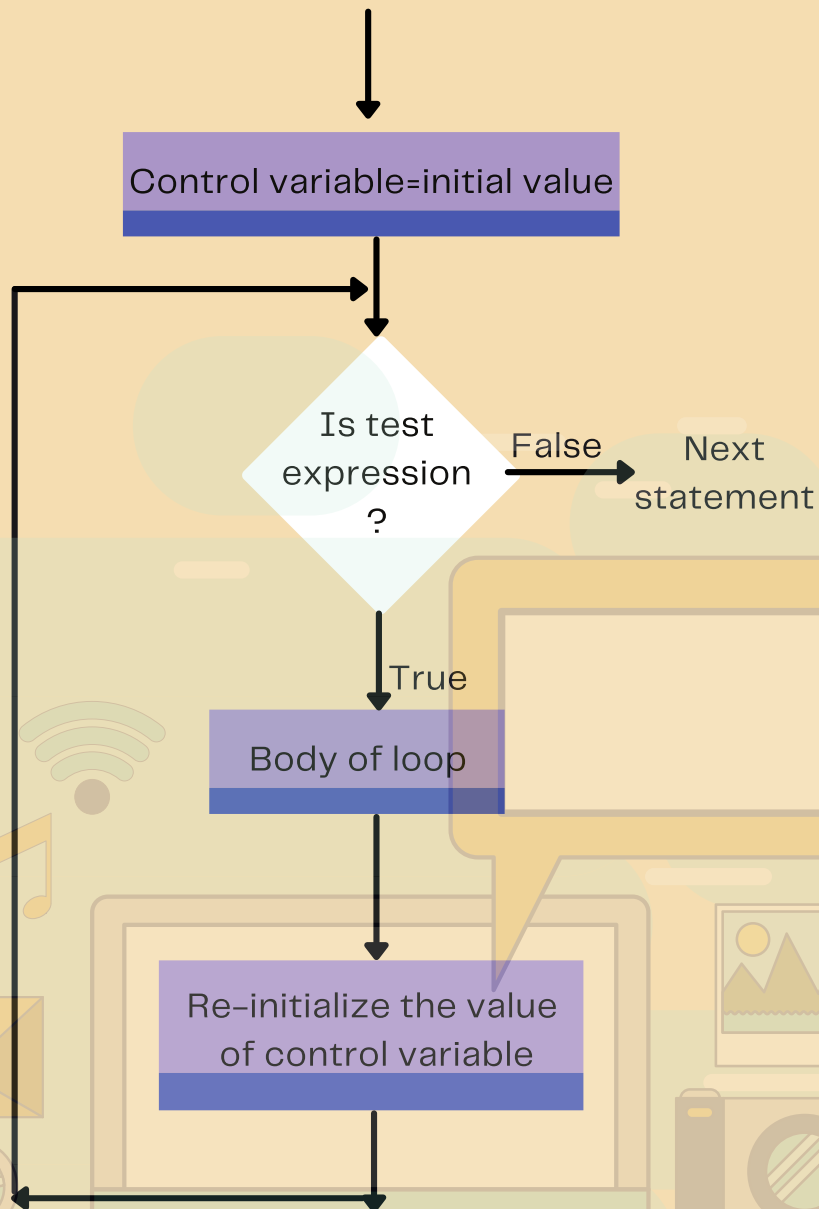 Control variable=initial value
Is test
expression
?
False
Next
statement
True
Body of loop
Re-initialize the value
of control variable